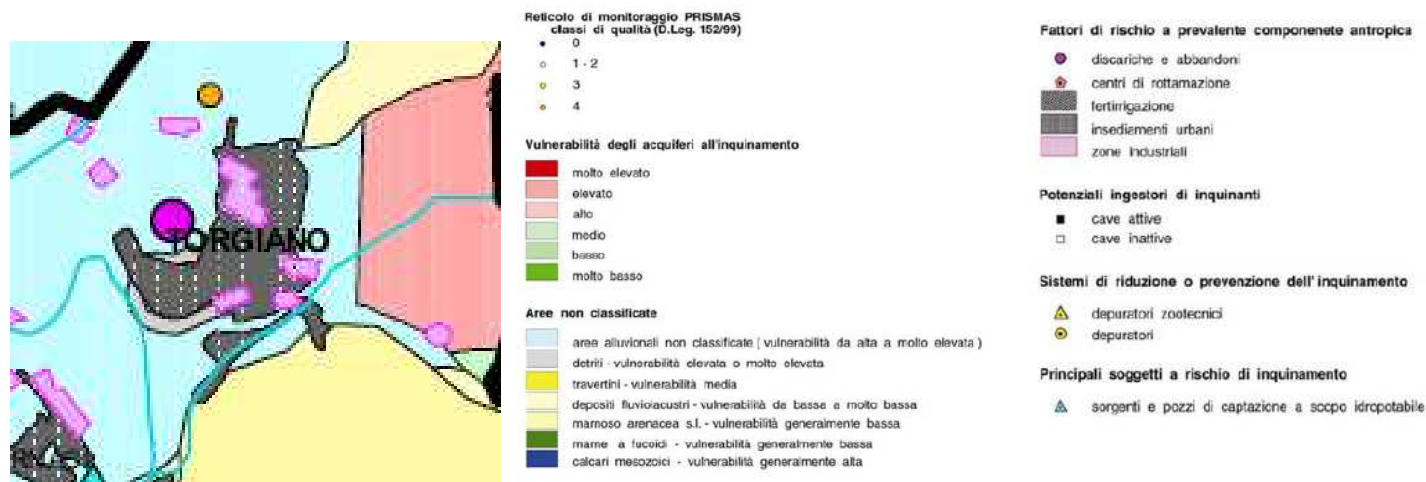 TORGIANO
Reticolo di monitoraggio PRISMAS
classi di qualità (D.Leg. 152/99)
0
1 - 2
3
4
Vulnerabilità degli acquiferi all'inquinamento
molto elevato
elevato
alto
medio
basso
molto basso
Aree non classificate
aree alluvionali non classificate ( vulnerabilità da alta a molto elevata )
detriti - vulnerabilità elevata o molto elevata
travertini - vulnerabilità media
depositi fluviolacustri - vulnerabilità da bassa a molto bassa
marnoso arenacea s.l. - vulnerabilità generalmente bassa
marne a fucoidi - vulnerabilità generalmente bassa
calcari mesozoici - vulnerabilità generalmente alta
Fattori di rischio a prevalente componenete antropica
discariche e abbandoni
centri di rottamazione
fertirrigazione
insediamenti urbani
zone industriali
Potenziali ingestori di inquinanti
cave attive
cave inattive
Sistemi di riduzione o prevenzione dell'inquinamento
depuratori zootecnici
depuratori
Principali soggetti a rischio di inquinamento
sorgenti e pozzi di captazione a scopo idropotabile